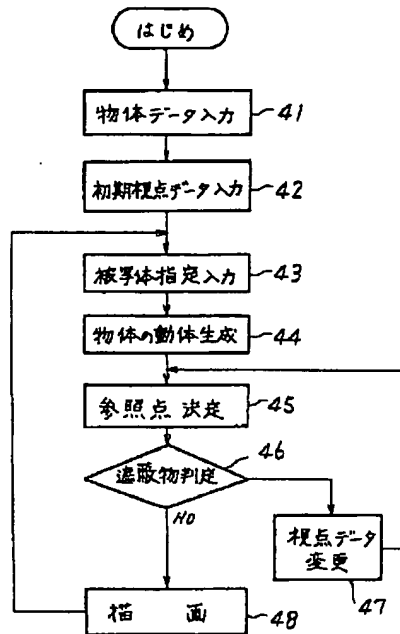 はじめ
物体データ入力 41
初期視点データ入力 42
被写体指定入力 43
物体の動体生成 44
参照点 決定 45
遮蔽物判定 46
NO
視点データ
変更
47
描 画 48